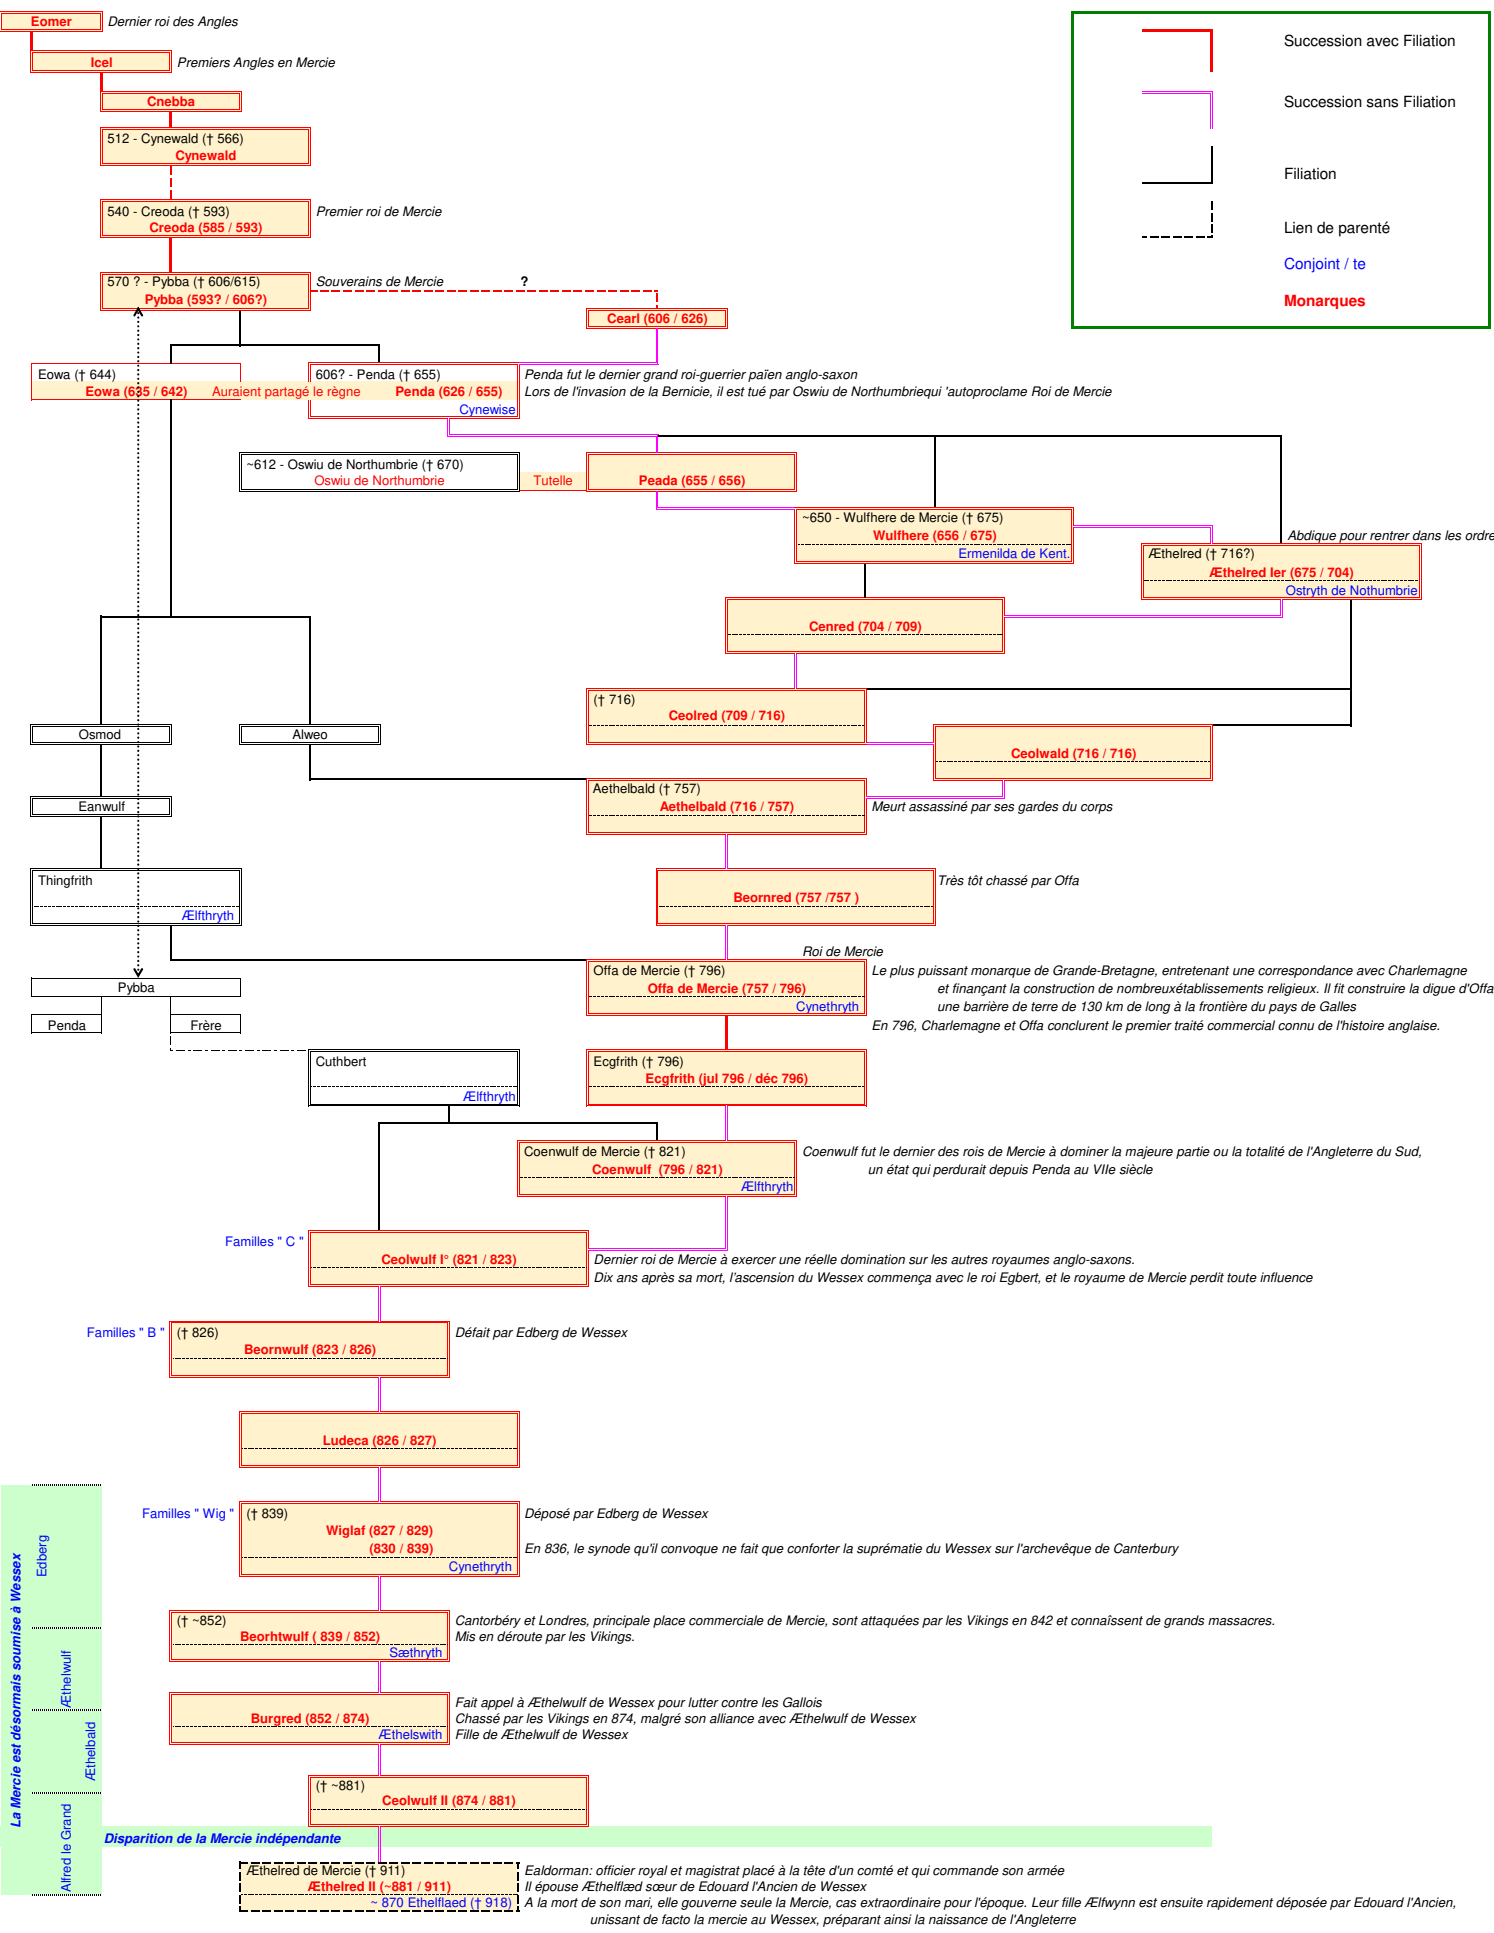 Eomer Dernier roi des Angles
Icel Premiers Angles en Mercie
Cnebba
512 - Cynewald († 566)
Cynewald
540 - Creoda († 593) Premier roi de Mercie
Creoda (585 / 593)
570 ? - Pybba († 606/615) Souverains de Mercie ?
Pybba (593? / 606?)
Cearl (606 / 626)
Succession avec Filiation
Succession sans Filiation
Filiation
Lien de parenté
Conjoint / te
Monarques
Eowa († 644) 606? - Penda († 655) Penda fut le dernier grand roi-guerrier païen anglo-saxon
Eowa (635 / 642) Auraient partagé le règne Penda (626 / 655) Lors de l'invasion de la Bernicie, il est tué par Oswiu de Northumbriequi 'autoproclame Roi de Mercie
Cynewise
~612 - Oswiu de Northumbrie († 670)
Oswiu de Northumbrie Tutelle Peada (655 / 656)
~650 - Wulfhere de Mercie († 675)
Wulfhere (656 / 675) Abdique pour rentrer dans les ordre
Ermenilda de Kent. Æthelred († 716?)
Æthelred Ier (675 / 704)
Ostryth de Nothumbrie
Cenred (704 / 709)
(† 716)
Ceolred (709 / 716)
Osmod Alweo
Ceolwald (716 / 716)
Aethelbald († 757)
Eanwulf Aethelbald (716 / 757) Meurt assassiné par ses gardes du corps
Thingfrith Très tôt chassé par Offa
Beornred (757 /757 )
Ælfthryth
Roi de Mercie
Offa de Mercie († 796) Le plus puissant monarque de Grande-Bretagne, entretenant une correspondance avec Charlemagne
Pybba Offa de Mercie (757 / 796) et finançant la construction de nombreuxétablissements religieux. Il fit construire la digue d'Offa
Cynethryth une barrière de terre de 130 km de long à la frontière du pays de Galles
Penda Frère En 796, Charlemagne et Offa conclurent le premier traité commercial connu de l'histoire anglaise.
Cuthbert Ecgfrith († 796)
Ecgfrith (jul 796 / déc 796)
Ælfthryth
Coenwulf de Mercie († 821) Coenwulf fut le dernier des rois de Mercie à dominer la majeure partie ou la totalité de l'Angleterre du Sud,
Coenwulf (796 / 821) un état qui perdurait depuis Penda au VIIe siècle
Ælfthryth
Familles " C "
Ceolwulf I° (821 / 823) Dernier roi de Mercie à exercer une réelle domination sur les autres royaumes anglo-saxons.
Dix ans après sa mort, l'ascension du Wessex commença avec le roi Egbert, et le royaume de Mercie perdit toute influence
Familles " B " († 826) Défait par Edberg de Wessex
Beornwulf (823 / 826)
Ludeca (826 / 827)
Familles " Wig " († 839) Déposé par Edberg de Wessex
Wiglaf (827 / 829)
(830 / 839) En 836, le synode qu'il convoque ne fait que conforter la suprématie du Wessex sur l'archevêque de Canterbury
Cynethryth
(† ~852) Cantorbéry et Londres, principale place commerciale de Mercie, sont attaquées par les Vikings en 842 et connaîssent de grands massacres.
Beorhtwulf ( 839 / 852) Mis en déroute par les Vikings.
Sæthryth
Fait appel à Æthelwulf de Wessex pour lutter contre les Gallois
Burgred (852 / 874) Chassé par les Vikings en 874, malgré son alliance avec Æthelwulf de Wessex
Æthelswith Fille de Æthelwulf de Wessex
(† ~881)
Ceolwulf II (874 / 881)
La Mercie est désormais soumise à Wessex
Edberg
Æthelwulf
Æthelbald
Alfred le Grand
Disparition de la Mercie indépendante
Æthelred de Mercie († 911) Ealdorman: officier royal et magistrat placé à la tête d'un comté et qui commande son armée
Æthelred II (~881 / 911) Il épouse Æthelflæd sœur de Edouard l'Ancien de Wessex
~ 870 Ethelflaed († 918) A la mort de son mari, elle gouverne seule la Mercie, cas extraordinaire pour l'époque. Leur fille Ælfwynn est ensuite rapidement déposée par Edouard l'Ancien,
unissant de facto la mercie au Wessex, préparant ainsi la naissance de l'Angleterre